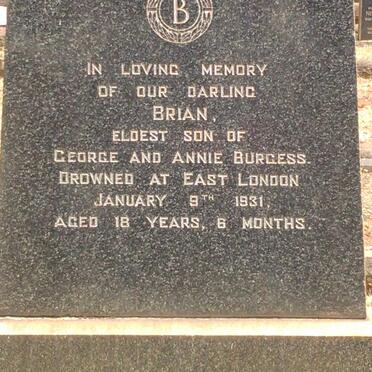 B
IN LOVING MEMORY
OF OUR DARLING
BRIAN,
ELDEST SON OF
GEORGE AND ANNIE BURGESS.
DROWNED AT EAST LONDON
JANUARY 9TH 1931,
AGED 18 YEARS, 6 MONTHS.